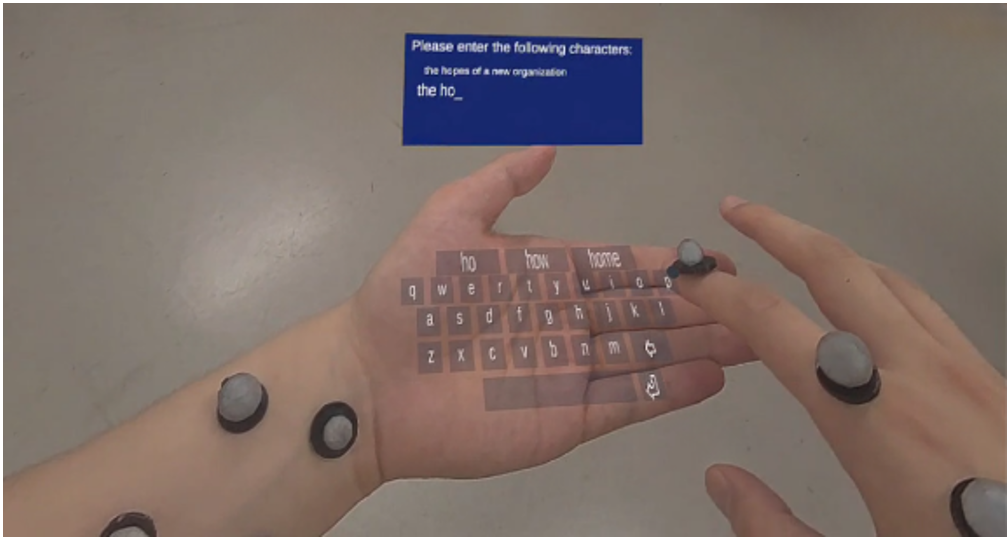 Please enter the following characters:
the hopes of a new organization
the ho_
ho how home
q w e r t y u i o p
a s d f g h j k l
z x c v b n m